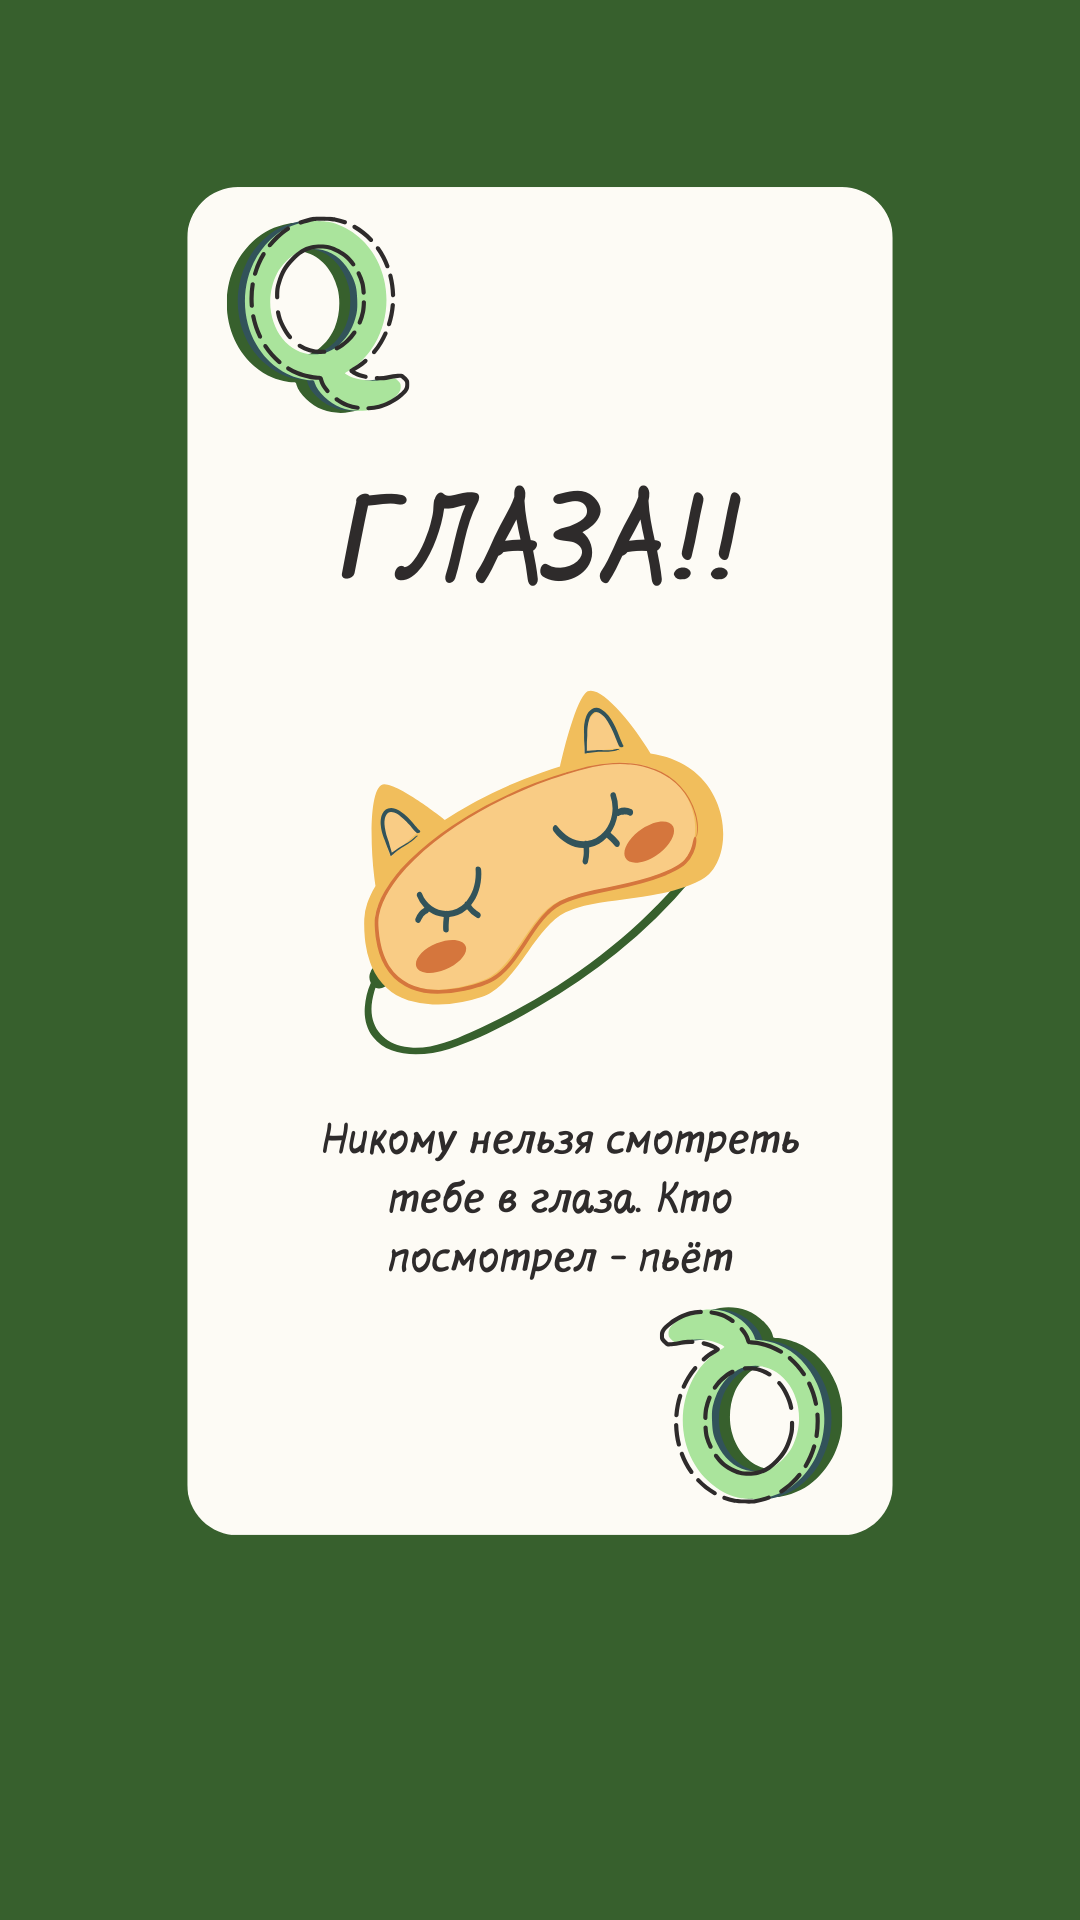 Q
ГЛАЗА!!
Никому нельзя смотреть
тебе в глаза. Кто
посмотрел - пьёт
Q